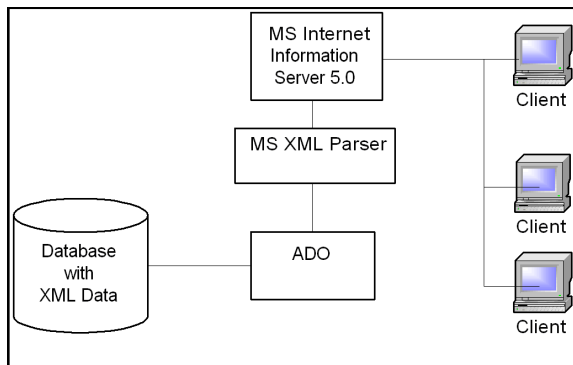 MS Internet
Information
Server 5.0
Client
MS XML Parser
Client
Database
with
XML Data
ADO
Client